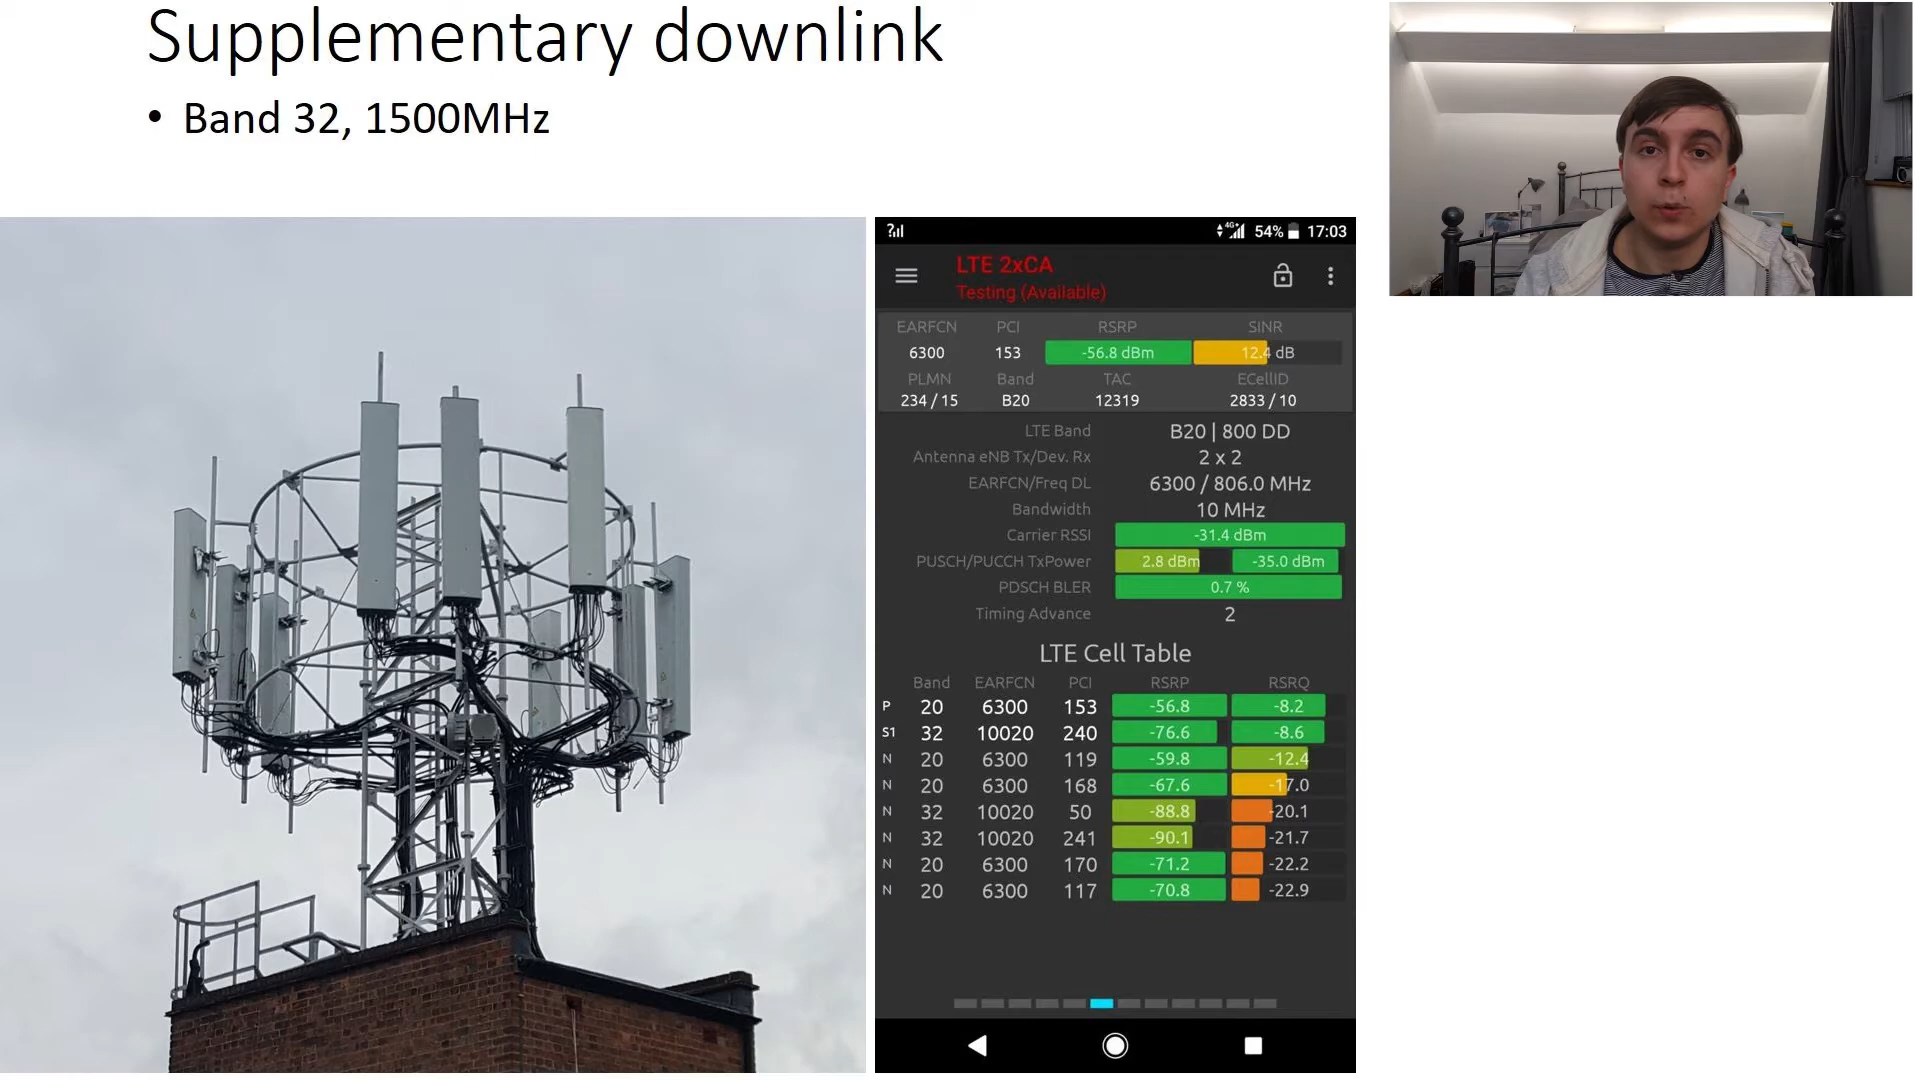 Supplementary downlink
• Band 32, 1500MHz
54% 17:03
LTE 2xCA
Testing (Available)
EARFCN PCI RSRP SINR
6300 153 -56.8 dBm 12.4 dB
PLMN Band TAC ECellID
234 / 15 B20 12319 2833 / 10
LTE Band B20 | 800 DD
Antenna eNB Tx/Dev. Rx 2 x 2
EARFCN/Freq DL 6300 / 806.0 MHz
Bandwidth 10 MHz
Carrier RSSI -31.4 dBm
PUSCH/PUCCH TxPower 2.8 dBm -35.0 dBm
PDSCH BLER 0.7 %
Timing Advance 2
LTE Cell Table
Band EARFCN PCI RSRP RSRQ
P 20 6300 153 -56.8 -8.2
S1 32 10020 240 -76.6 -8.6
N 20 6300 119 -59.8 -12.4
N 20 6300 168 -67.6 -17.0
N 32 10020 50 -88.8 -20.1
N 32 10020 241 -90.1 -21.7
N 20 6300 170 -71.2 -22.2
N 20 6300 117 -70.8 -22.9